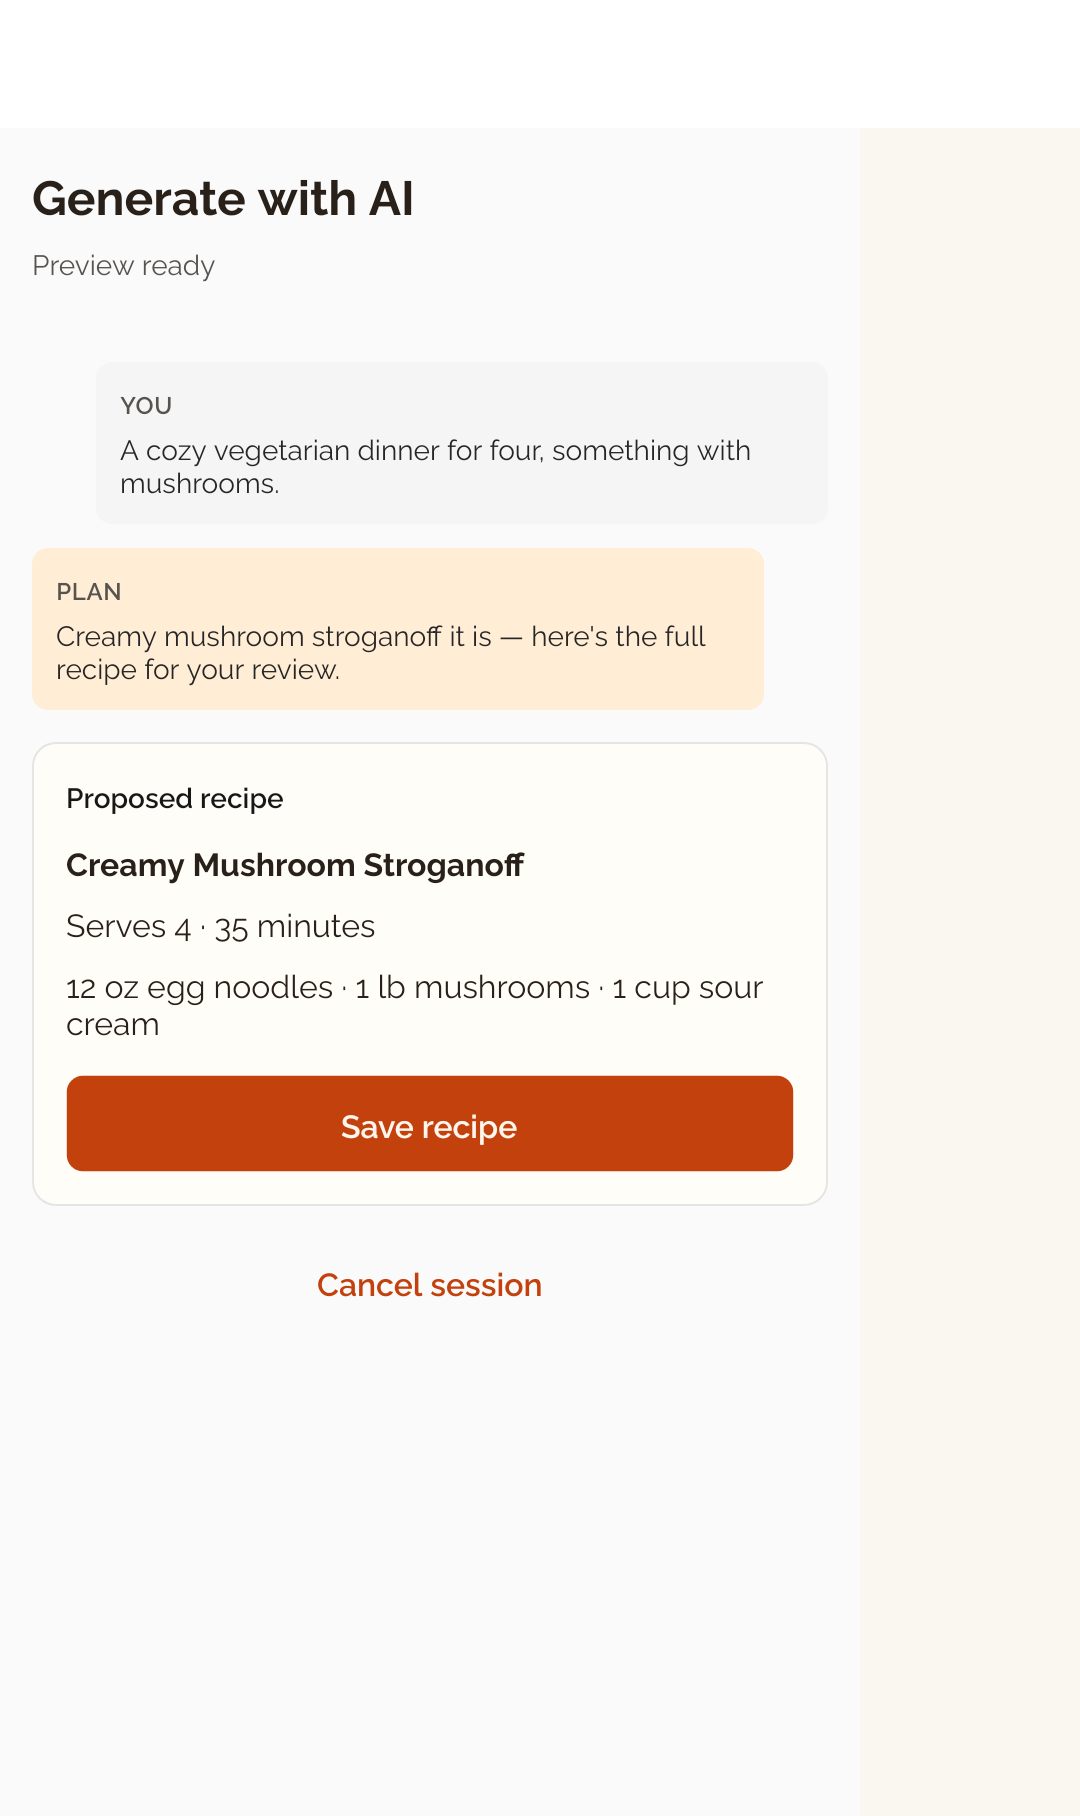 Generate with AI
Preview ready
YOU
A cozy vegetarian dinner for four, something with
mushrooms.
PLAN
Creamy mushroom stroganoff it is — here's the full
recipe for your review.
Proposed recipe
Creamy Mushroom Stroganoff
Serves 4 · 35 minutes
12 oz egg noodles · 1 lb mushrooms · 1 cup sour
cream
Save recipe
Cancel session